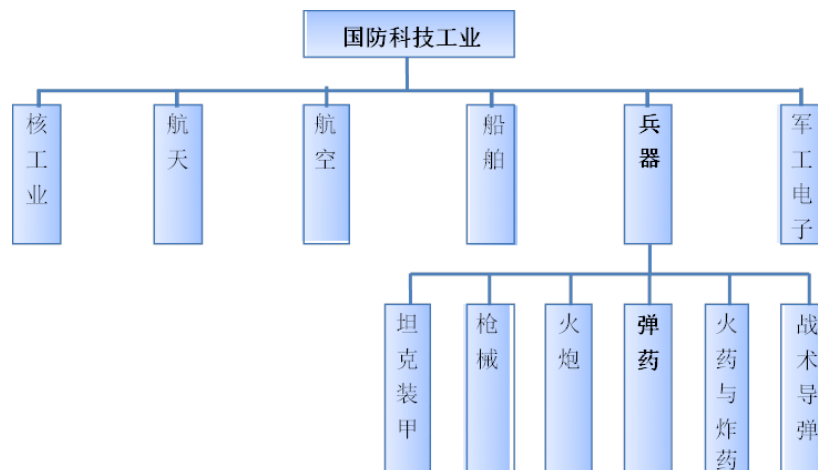 国防科技工业
核工业
航天
航空
船舶
兵器
军工电子
坦克装甲
枪械
火炮
弹药
火药与炸药
战术导弹